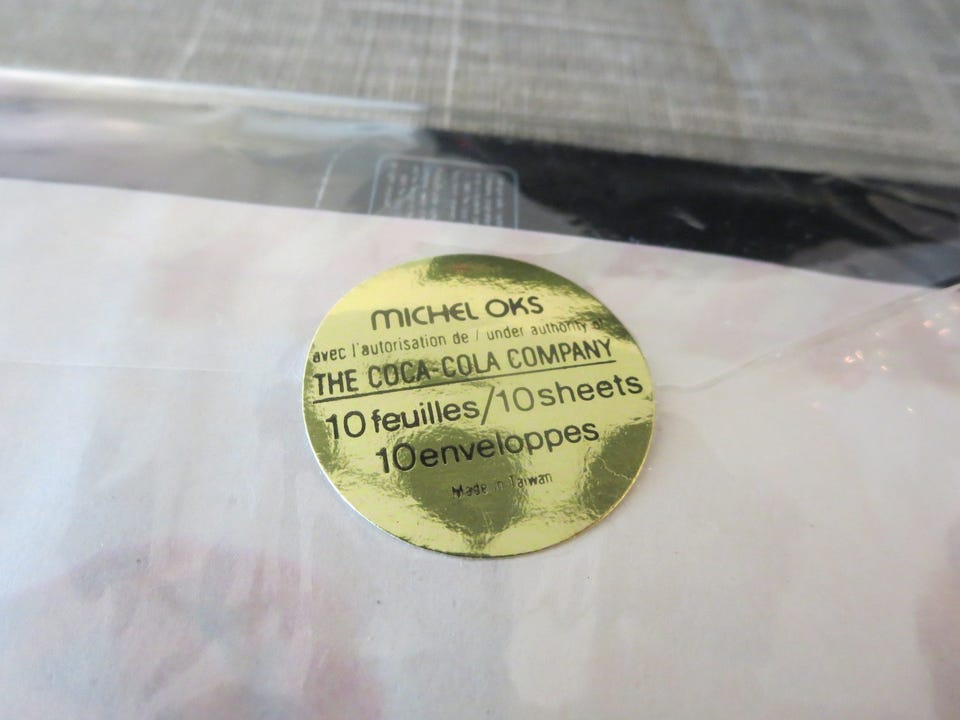 MICHEL OKS
avec l'autorisation de / under authority of
THE COCA-COLA COMPANY
10 feuilles/10 sheets
10 enveloppes
Made in Taiwan